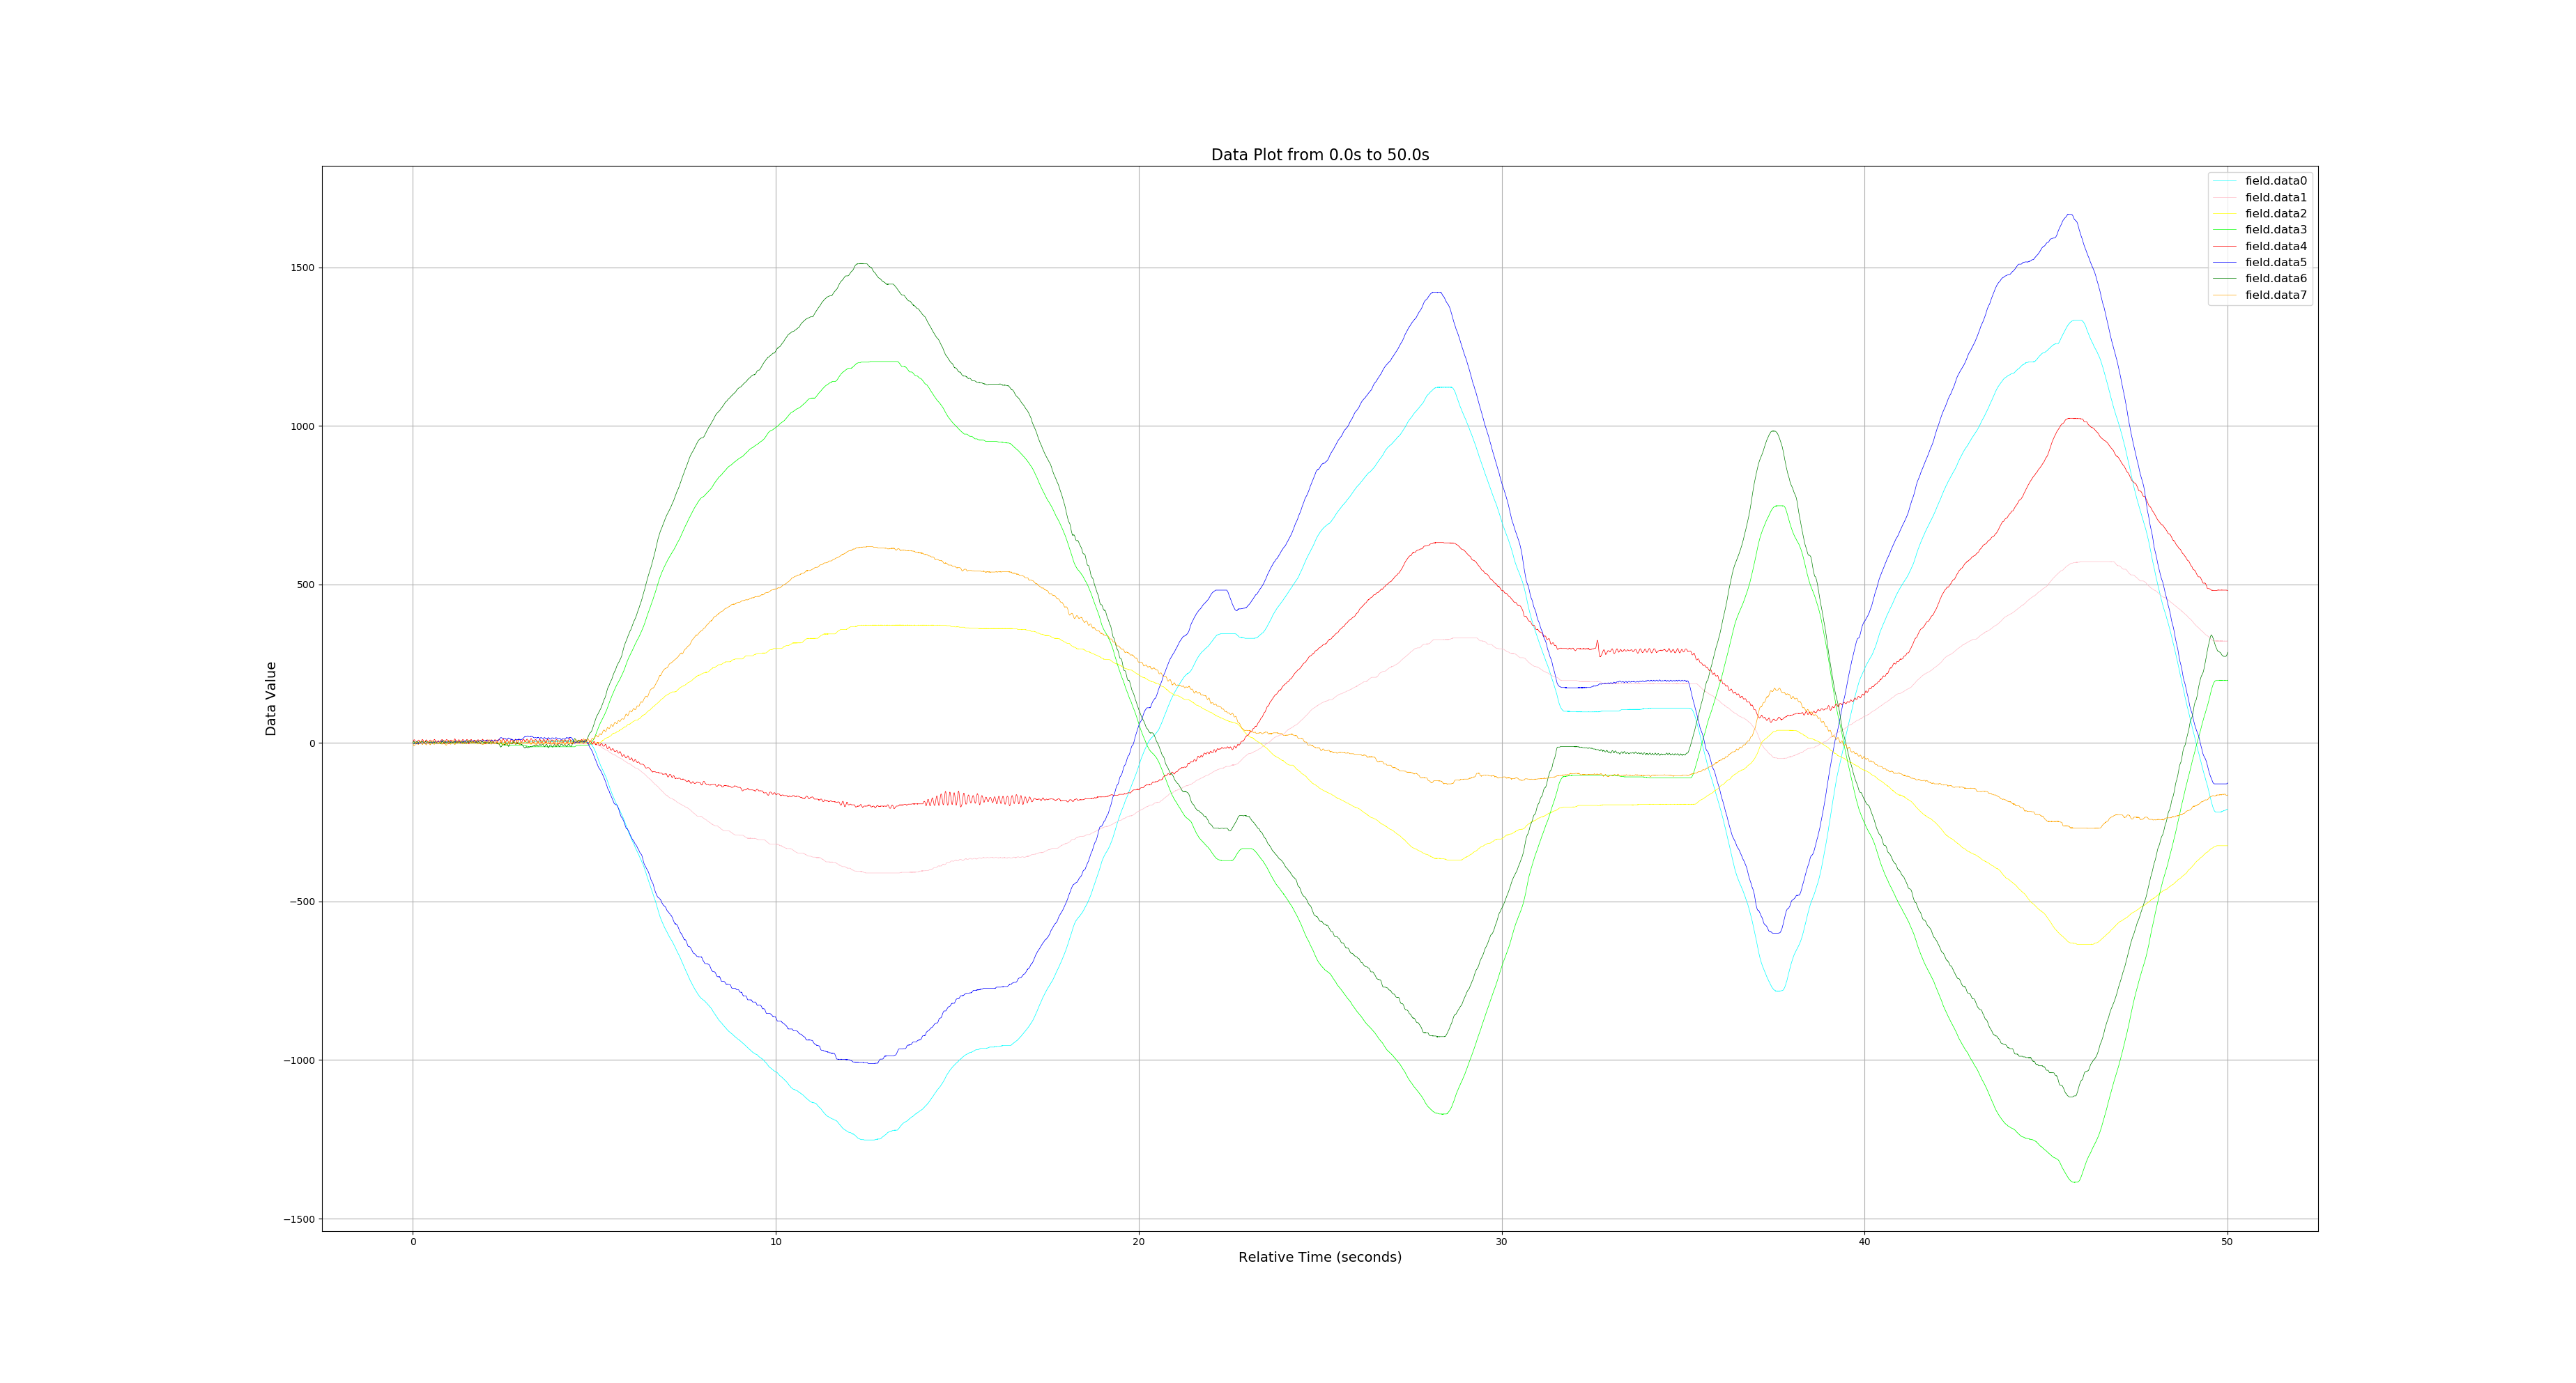 Data Plot from 0.0s to 50.0s
field.data0
field.data1
field.data2
field.data3
field.data4
field.data5
field.data6
field.data7
1500
1000
500
0
−500
−1000
−1500
Data Value
0 10 20 30 40 50
Relative Time (seconds)